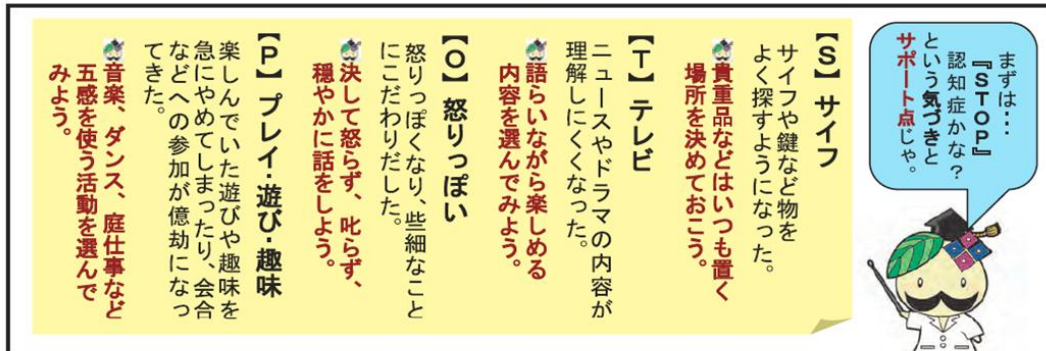 まずは…
『STOP』
認知症かな?
という気づきと
サポート点じゃ。
【S】サイフ
サイフや鍵など物を
よく探すようになった。
貴重品などはいつも置く
場所を決めておこう。
【T】テレビ
ニュースやドラマの内容が
理解しにくくなった。
語らいながら楽しめる
内容を選んでみよう。
【O】怒りっぽい
怒りっぽくなり、些細なこと
にこだわりだした。
決して怒らず、叱らず、
穏やかに話をしよう。
【P】プレイ・遊び・趣味
楽しんでいた遊びや趣味を
急にやめてしまったり、会合
などへの参加が億劫になっ
てきた。
音楽、ダンス、庭仕事など
五感を使う活動を選んで
みよう。